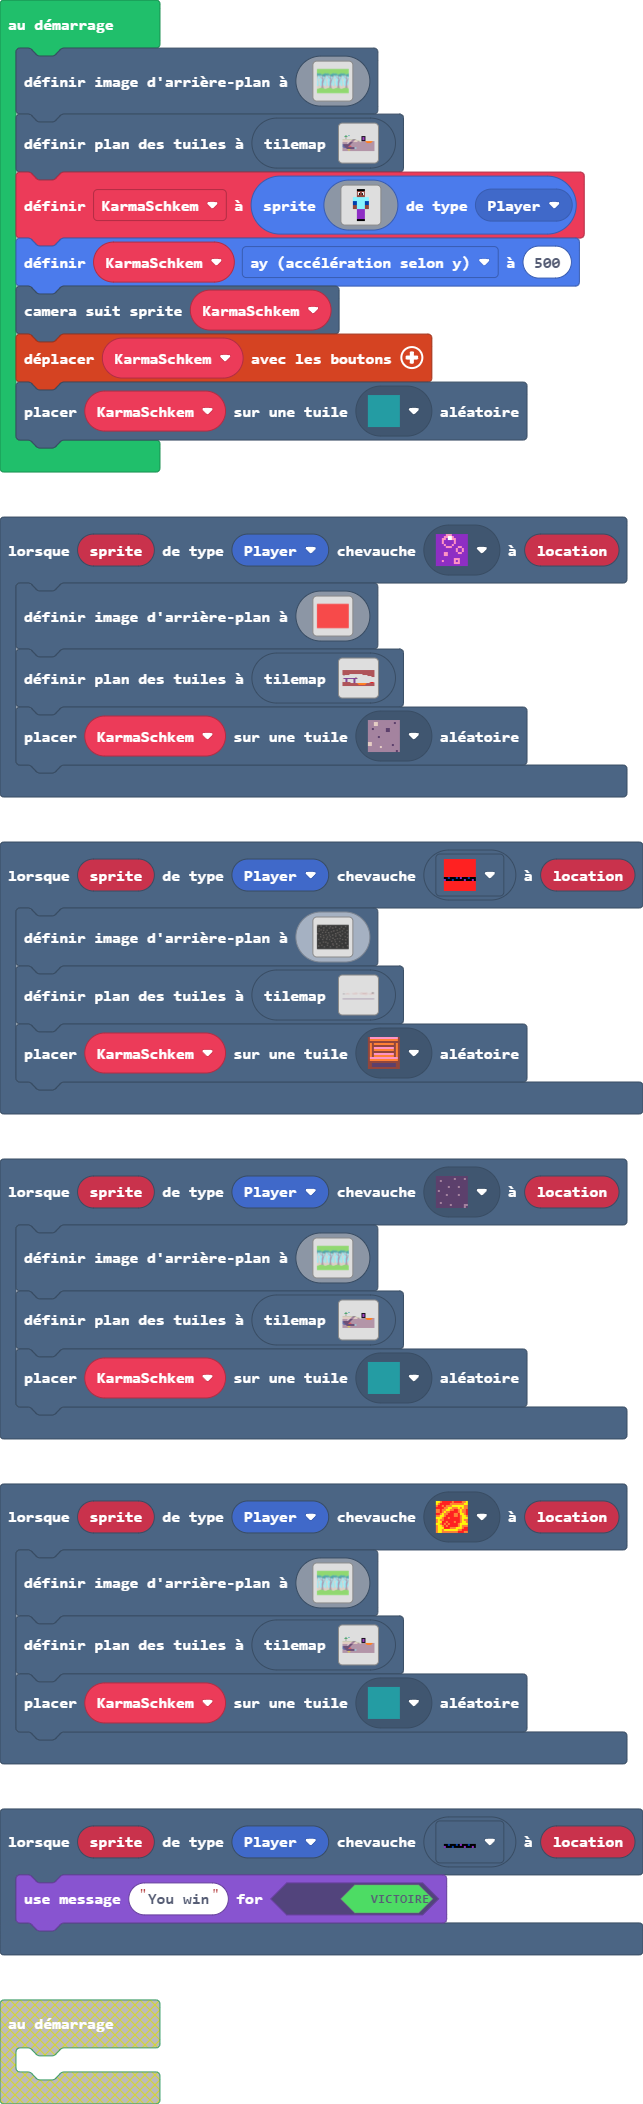 au démarrage
définir image d'arrière-plan à
définir plan des tuiles à tilemap
définir KarmaSchkem à sprite de type Player
définir KarmaSchkem ay (accélération selon y) à 500
camera suit sprite KarmaSchkem
déplacer KarmaSchkem avec les boutons
placer KarmaSchkem sur une tuile aléatoire
lorsque sprite de type Player chevauche à location
définir image d'arrière-plan à
définir plan des tuiles à tilemap
placer KarmaSchkem sur une tuile aléatoire
lorsque sprite de type Player chevauche à location
définir image d'arrière-plan à
définir plan des tuiles à tilemap
placer KarmaSchkem sur une tuile aléatoire
lorsque sprite de type Player chevauche à location
définir image d'arrière-plan à
définir plan des tuiles à tilemap
placer KarmaSchkem sur une tuile aléatoire
lorsque sprite de type Player chevauche à location
définir image d'arrière-plan à
définir plan des tuiles à tilemap
placer KarmaSchkem sur une tuile aléatoire
lorsque sprite de type Player chevauche à location
use message "You win" for VICTOIRE
au démarrage